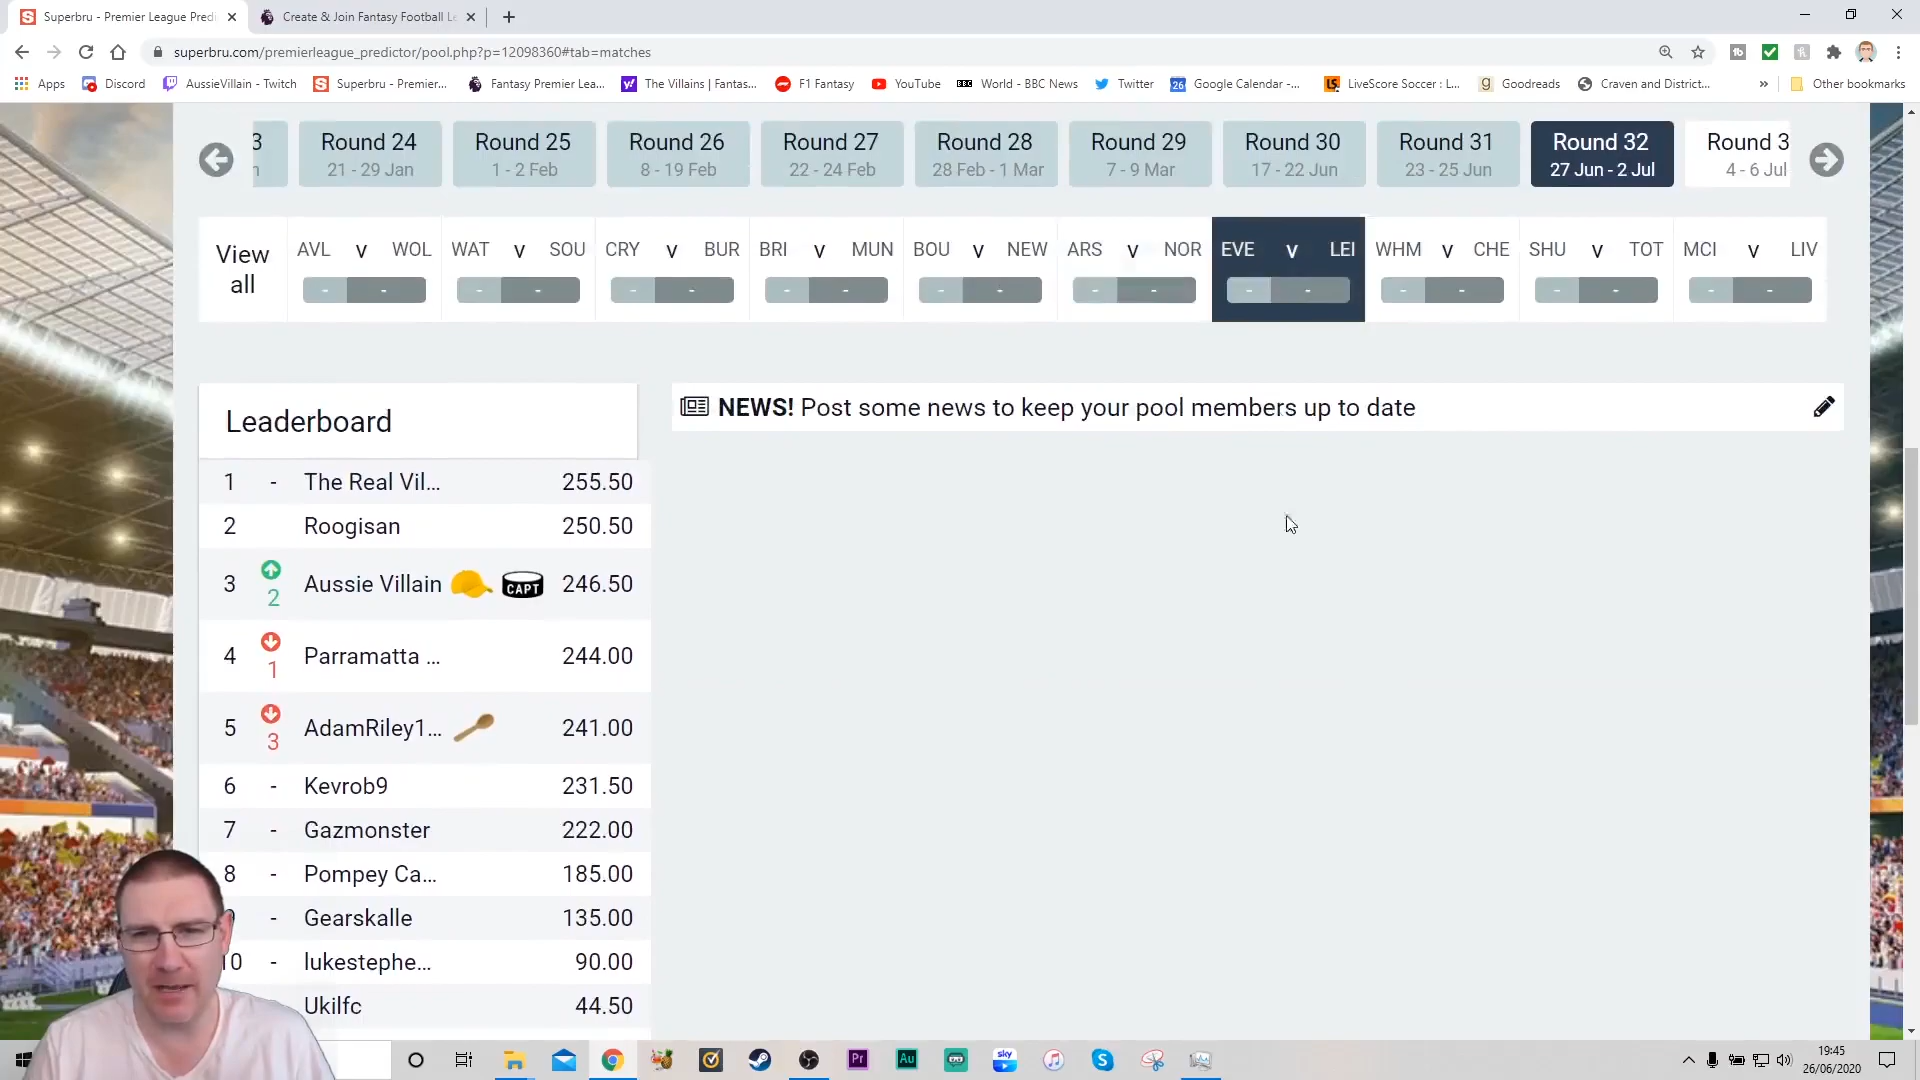 Superbru - Premier League Predi
Create & Join Fantasy Football Le
superbru.com/premierleague_predictor/pool.php?p=12098360#tab=matches
Apps Discord AussieVillain - Twitch Superbru - Premier... Fantasy Premier Lea... The Villains | Fantas... F1 Fantasy YouTube World - BBC News Twitter Google Calendar -... LiveScore Soccer : L... Goodreads Craven and District... » Other bookmarks
3 Round 24 Round 25 Round 26 Round 27 Round 28 Round 29 Round 30 Round 31 Round 32 Round 3
n 21 - 29 Jan 1 - 2 Feb 8 - 19 Feb 22 - 24 Feb 28 Feb - 1 Mar 7 - 9 Mar 17 - 22 Jun 23 - 25 Jun 27 Jun - 2 Jul 4 - 6 Jul
View all
AVL v WOL WAT v SOU CRY v BUR BRI v MUN BOU v NEW ARS v NOR EVE v LEI WHM v CHE SHU v TOT MCI v LIV
- - - - - - - - - - - - - - - - - - - -
Leaderboard
NEWS! Post some news to keep your pool members up to date
1 - The Real Vil... 255.50
2 Roogisan 250.50
3 2 Aussie Villain CAPT 246.50
4 1 Parramatta ... 244.00
5 3 AdamRiley1... 241.00
6 - Kevrob9 231.50
7 - Gazmonster 222.00
8 - Pompey Ca... 185.00
- Gearskalle 135.00
10 - lukestephe... 90.00
Ukilfc 44.50
Pr Au sky
19:45
26/06/2020